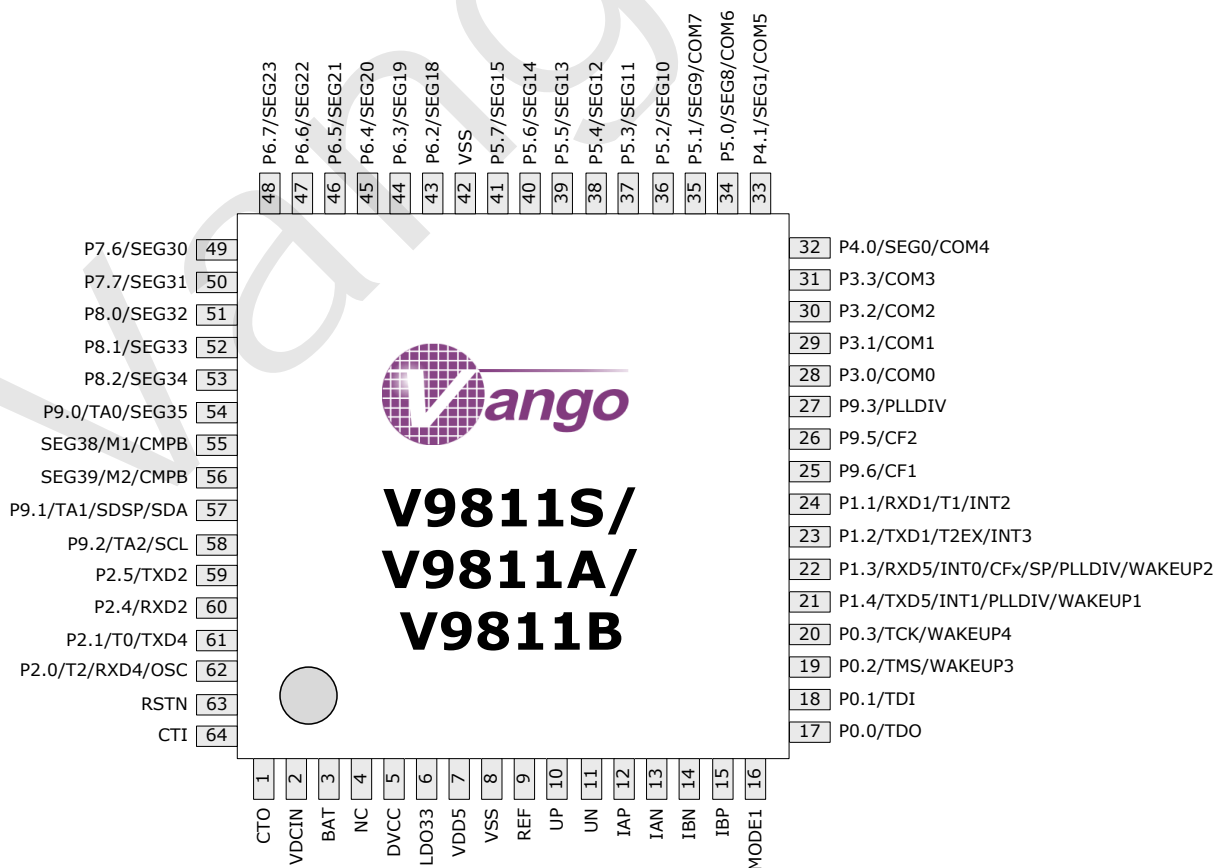 P6.7/SEG23
P6.6/SEG22
P6.5/SEG21
P6.4/SEG20
P6.3/SEG19
P6.2/SEG18
VSS
P5.7/SEG15
P5.6/SEG14
P5.5/SEG13
P5.4/SEG12
P5.3/SEG11
P5.2/SEG10
P5.1/SEG9/COM7
P5.0/SEG8/COM6
P4.1/SEG1/COM5
48
47
46
45
44
43
42
41
40
39
38
37
36
35
34
33
P7.6/SEG30 49
P7.7/SEG31 50
P8.0/SEG32 51
P8.1/SEG33 52
P8.2/SEG34 53
P9.0/TA0/SEG35 54
SEG38/M1/CMPB 55
SEG39/M2/CMPB 56
P9.1/TA1/SDSP/SDA 57
P9.2/TA2/SCL 58
P2.5/TXD2 59
P2.4/RXD2 60
P2.1/T0/TXD4 61
P2.0/T2/RXD4/OSC 62
RSTN 63
CTI 64
Vango
V9811S/
V9811A/
V9811B
32 P4.0/SEG0/COM4
31 P3.3/COM3
30 P3.2/COM2
29 P3.1/COM1
28 P3.0/COM0
27 P9.3/PLLDIV
26 P9.5/CF2
25 P9.6/CF1
24 P1.1/RXD1/T1/INT2
23 P1.2/TXD1/T2EX/INT3
22 P1.3/RXD5/INT0/CFx/SP/PLLDIV/WAKEUP2
21 P1.4/TXD5/INT1/PLLDIV/WAKEUP1
20 P0.3/TCK/WAKEUP4
19 P0.2/TMS/WAKEUP3
18 P0.1/TDI
17 P0.0/TDO
1
2
3
4
5
6
7
8
9
10
11
12
13
14
15
16
CTO
VDCIN
BAT
NC
DVCC
LDO33
VDD5
VSS
REF
UP
UN
IAP
IAN
IBN
IBP
MODE1
Vang